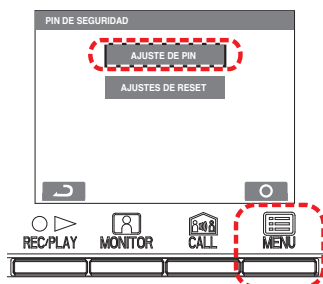 PIN DE SEGURIDAD
AJUSTE DE PIN
AJUSTES DE RESET
REC/PLAY MONITOR CALL MENU